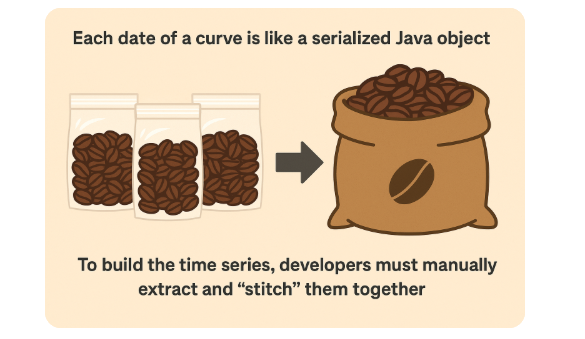 Each date of a curve is like a serialized Java object
To build the time series, developers must manually
extract and “stitch” them together